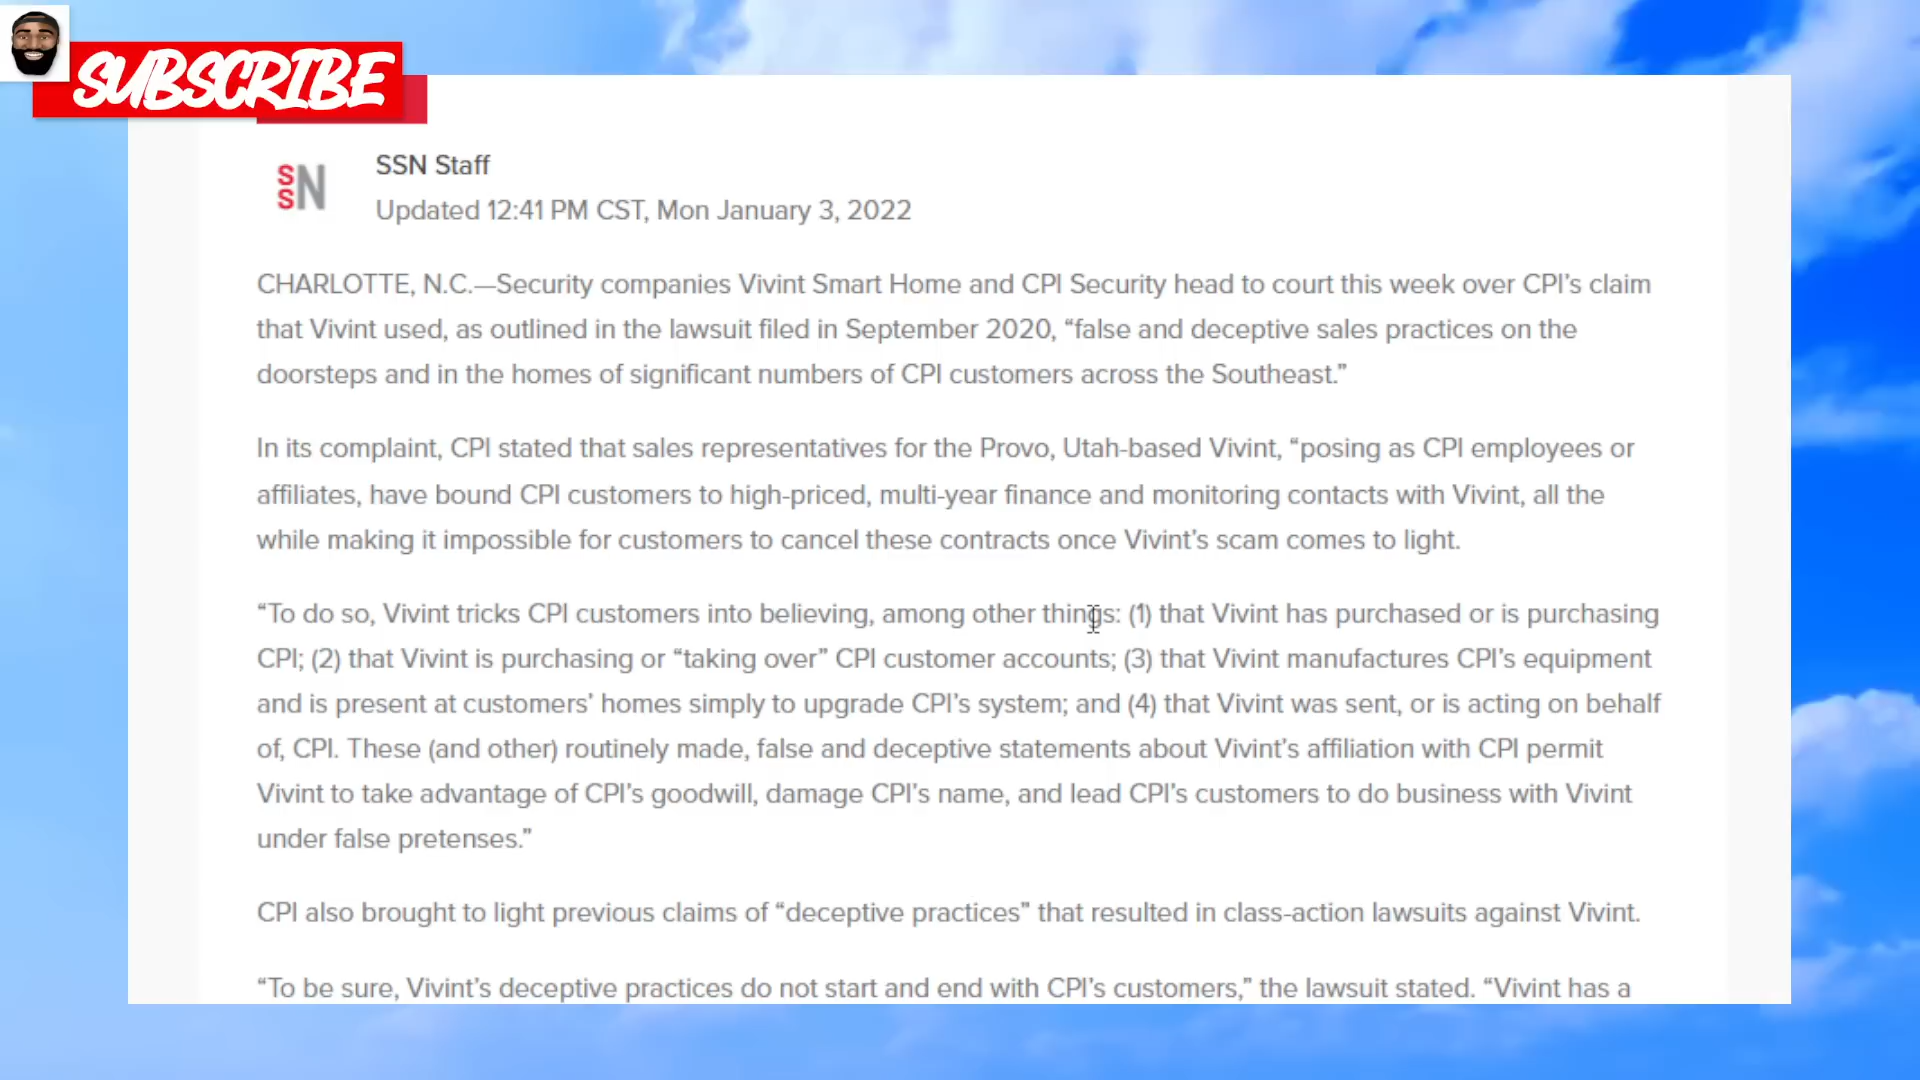 SUBSCRIBE
SSN
SSN Staff
Updated 12:41 PM CST, Mon January 3, 2022
CHARLOTTE, N.C.—Security companies Vivint Smart Home and CPI Security head to court this week over CPI’s claim
that Vivint used, as outlined in the lawsuit filed in September 2020, “false and deceptive sales practices on the
doorsteps and in the homes of significant numbers of CPI customers across the Southeast.”
In its complaint, CPI stated that sales representatives for the Provo, Utah-based Vivint, “posing as CPI employees or
affiliates, have bound CPI customers to high-priced, multi-year finance and monitoring contacts with Vivint, all the
while making it impossible for customers to cancel these contracts once Vivint’s scam comes to light.
“To do so, Vivint tricks CPI customers into believing, among other things: (1) that Vivint has purchased or is purchasing
CPI; (2) that Vivint is purchasing or “taking over” CPI customer accounts; (3) that Vivint manufactures CPI’s equipment
and is present at customers’ homes simply to upgrade CPI’s system; and (4) that Vivint was sent, or is acting on behalf
of, CPI. These (and other) routinely made, false and deceptive statements about Vivint’s affiliation with CPI permit
Vivint to take advantage of CPI’s goodwill, damage CPI’s name, and lead CPI’s customers to do business with Vivint
under false pretenses.”
CPI also brought to light previous claims of “deceptive practices” that resulted in class-action lawsuits against Vivint.
“To be sure, Vivint’s deceptive practices do not start and end with CPI’s customers,” the lawsuit stated. “Vivint has a